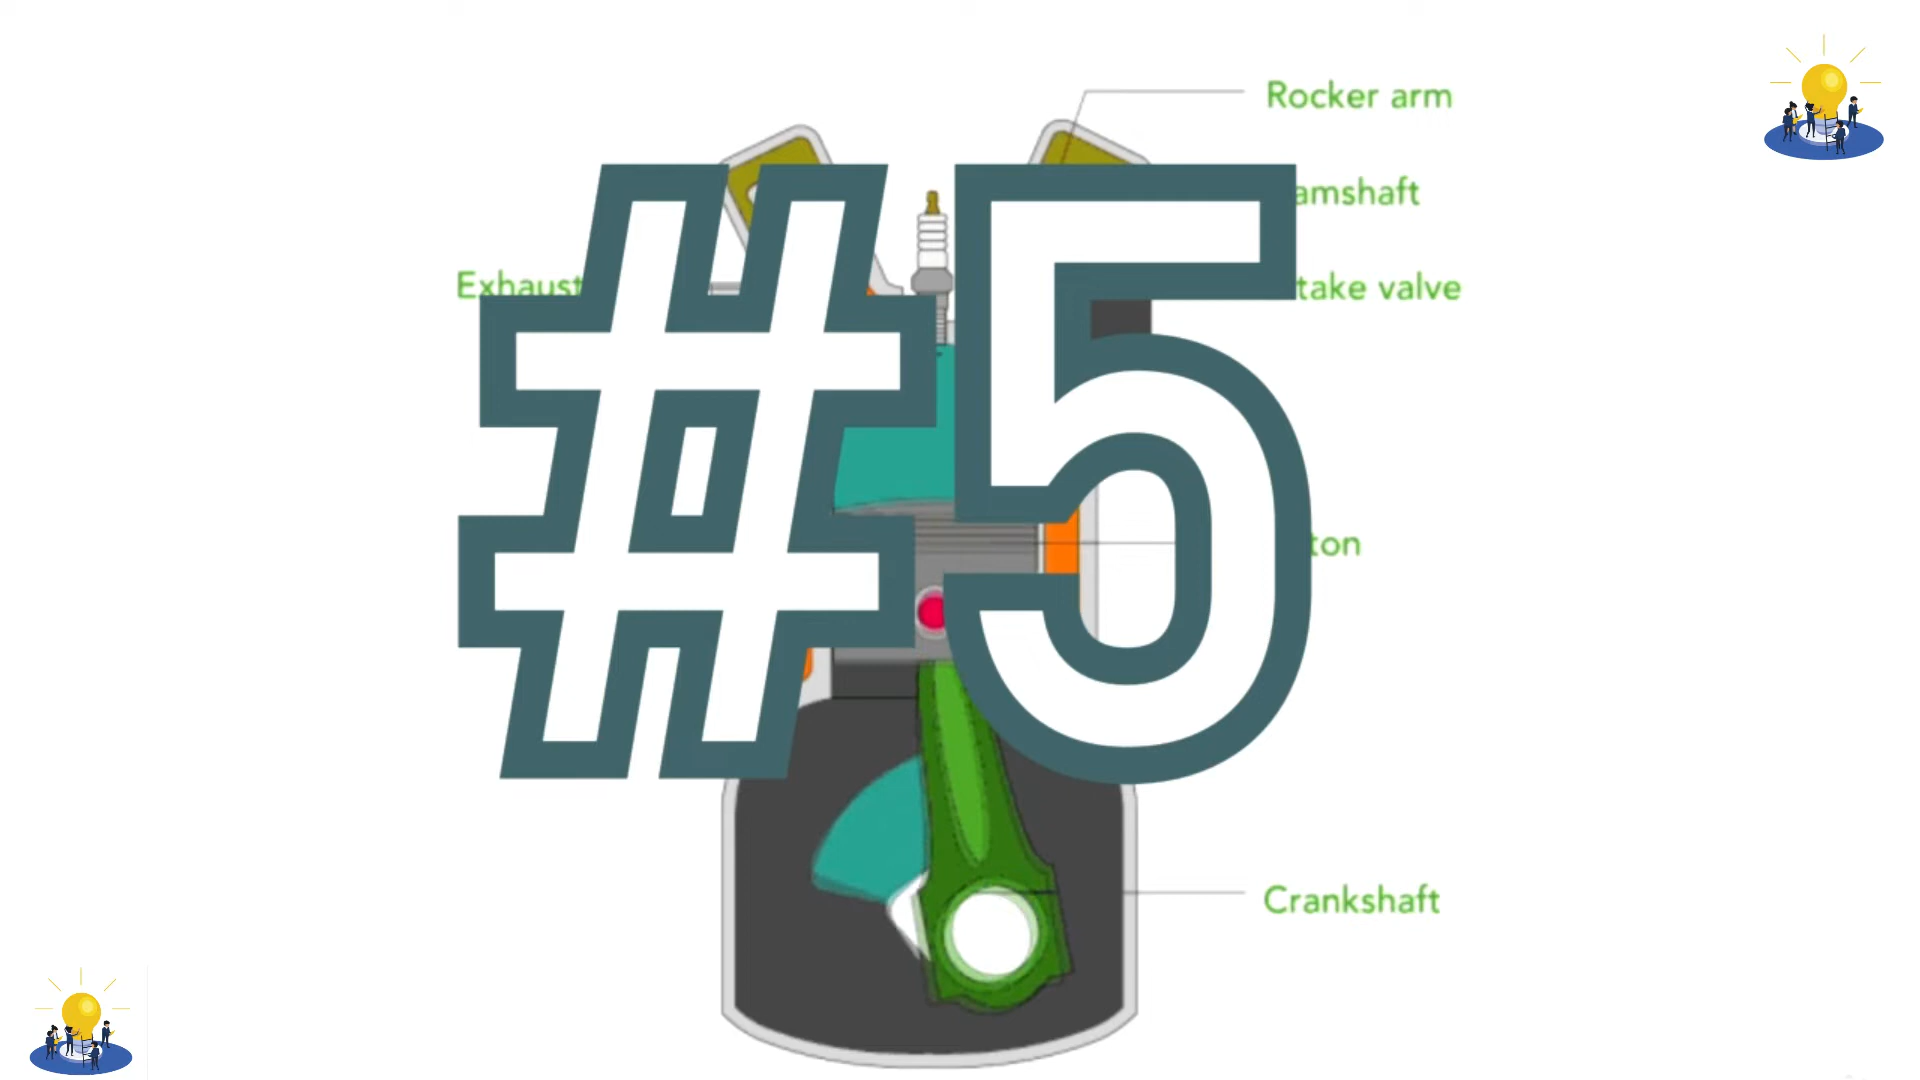 Rocker arm
amshaft
Exhaust
take valve
#5
ton
Crankshaft